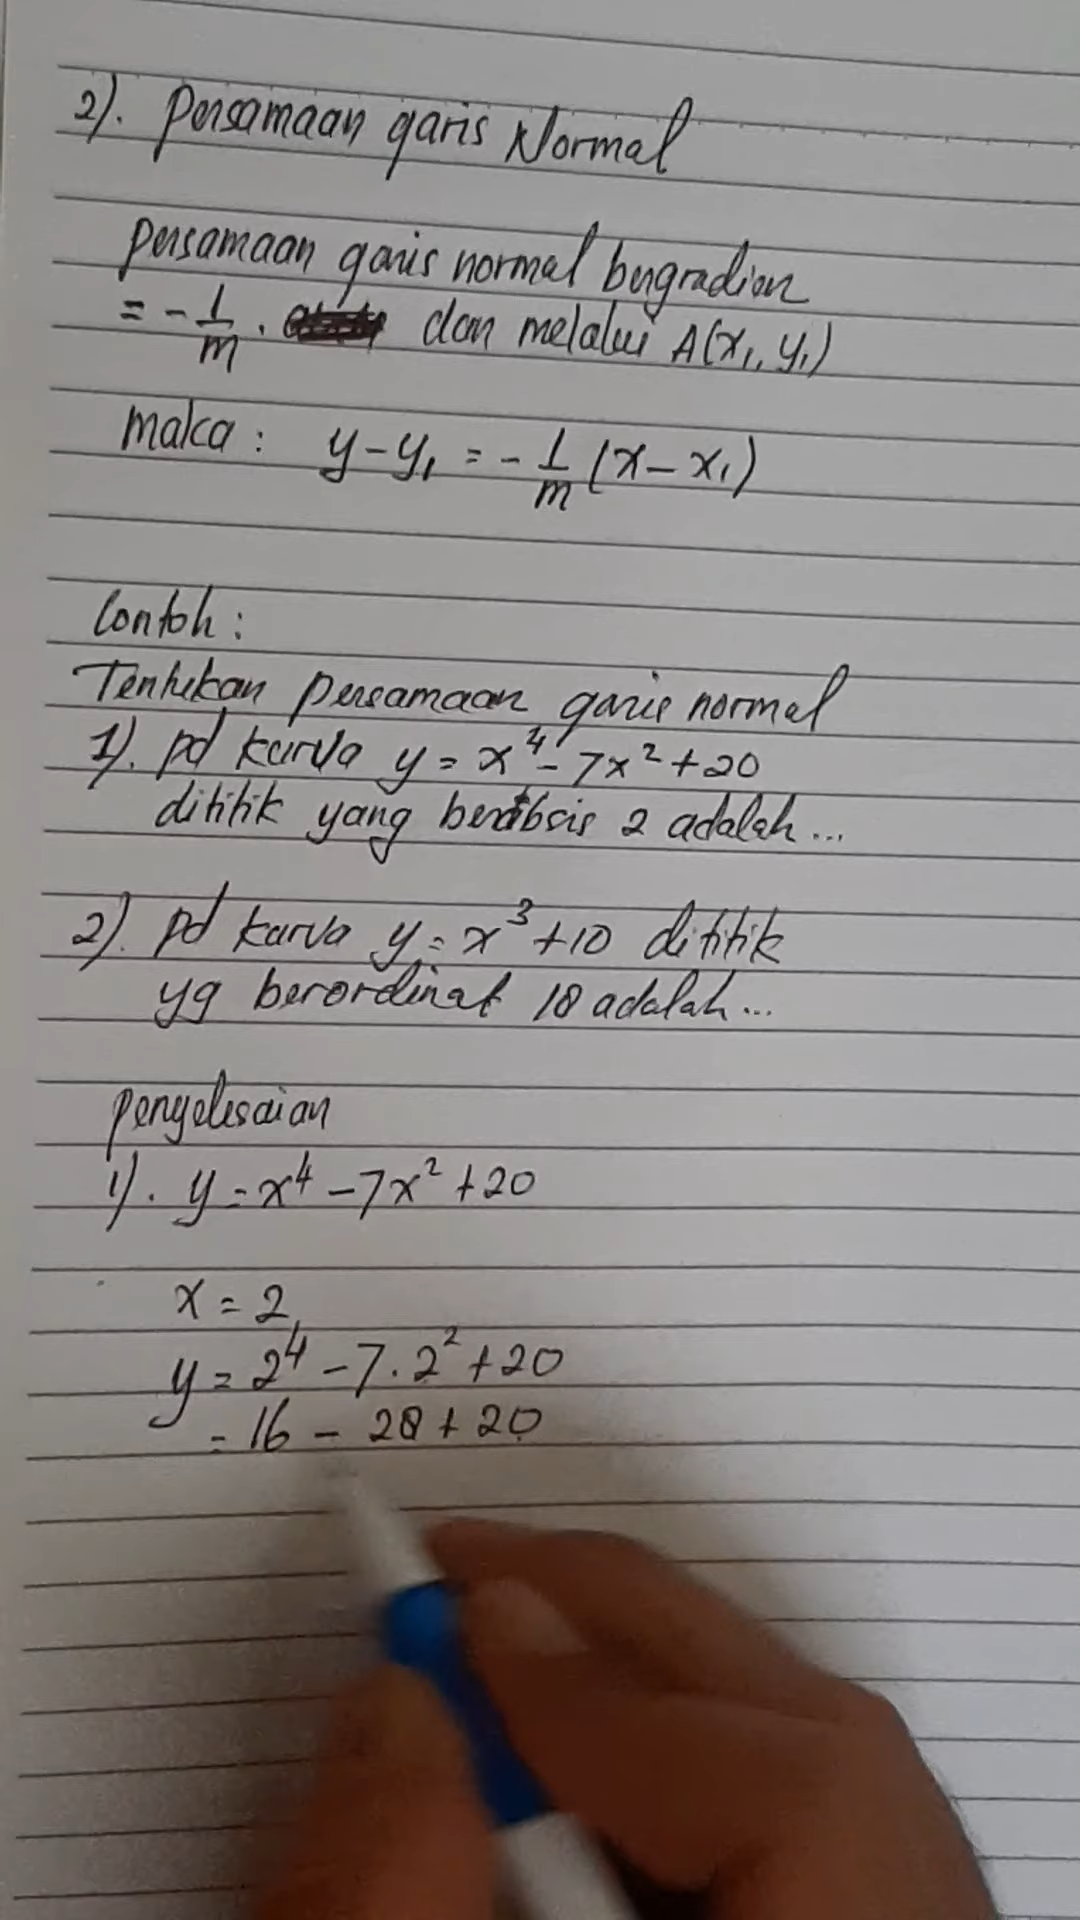 2). Persamaan garis Normal
persamaan garis normal bergradien
= - 1/m . dan melalui A(x₁, y₁)
maka : y - y₁ = - 1/m (x - x₁)
Contoh :
Tentukan persamaan garis normal
1). pd kurva y = x⁴ - 7x² + 20
dititik yang berabsis 2 adalah...
2). pd kurva y = x³ + 10 dititik
yg berordinat 18 adalah...
penyelesaian
1). y = x⁴ - 7x² + 20
x = 2
y = 2⁴ - 7.2² + 20
= 16 - 28 + 20